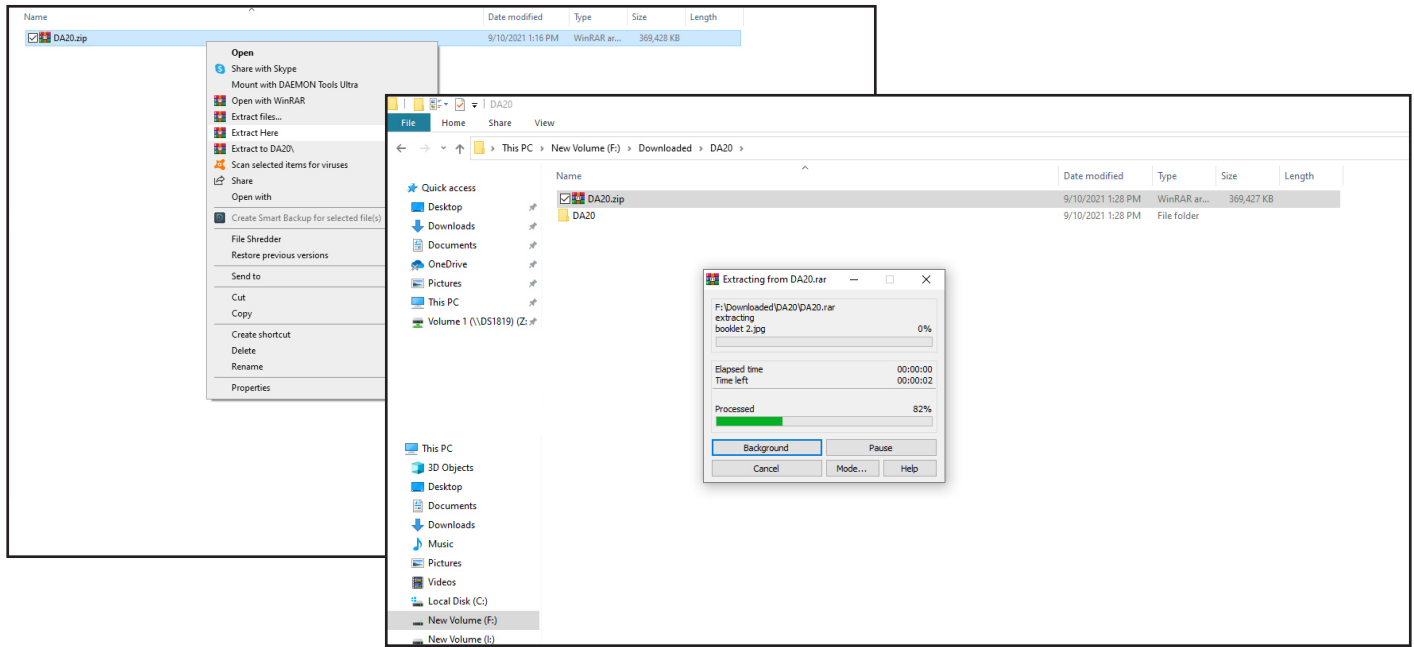 Name Date modified Type Size Length
DA20.zip 9/10/2021 1:16 PM WinRAR ar... 369,428 KB
Open
Share with Skype
Mount with DAEMON Tools Ultra
Open with WinRAR
Extract files...
Extract Here
Extract to DA20\
Scan selected items for viruses
Share
Open with
Create Smart Backup for selected file(s)
File Shredder
Restore previous versions
Send to
Cut
Copy
Create shortcut
Delete
Rename
Properties
DA20
File Home Share View
This PC > New Volume (F:) > Downloaded > DA20 >
Name Date modified Type Size Length
DA20.zip 9/10/2021 1:28 PM WinRAR ar... 369,427 KB
DA20 9/10/2021 1:28 PM File folder
Quick access
Desktop
Downloads
Documents
OneDrive
Pictures
This PC
Volume 1 (\\DS1819) (Z:
This PC
3D Objects
Desktop
Documents
Downloads
Music
Pictures
Videos
Local Disk (C:)
New Volume (F:)
New Volume (I:)
Extracting from DA20.rar
F:\Downloaded\DA20\DA20.rar
extracting
booklet 2.jpg 0%
Elapsed time 00:00:00
Time left 00:00:02
Processed 82%
Background Pause
Cancel Mode... Help